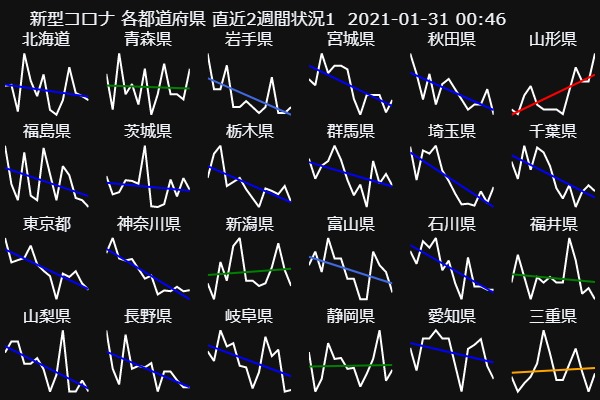 新型コロナ 各都道府県 直近2週間状況1 2021-01-31 00:46
北海道 青森県 岩手県 宮城県 秋田県 山形県
福島県 茨城県 栃木県 群馬県 埼玉県 千葉県
東京都 神奈川県 新潟県 富山県 石川県 福井県
山梨県 長野県 岐阜県 静岡県 愛知県 三重県